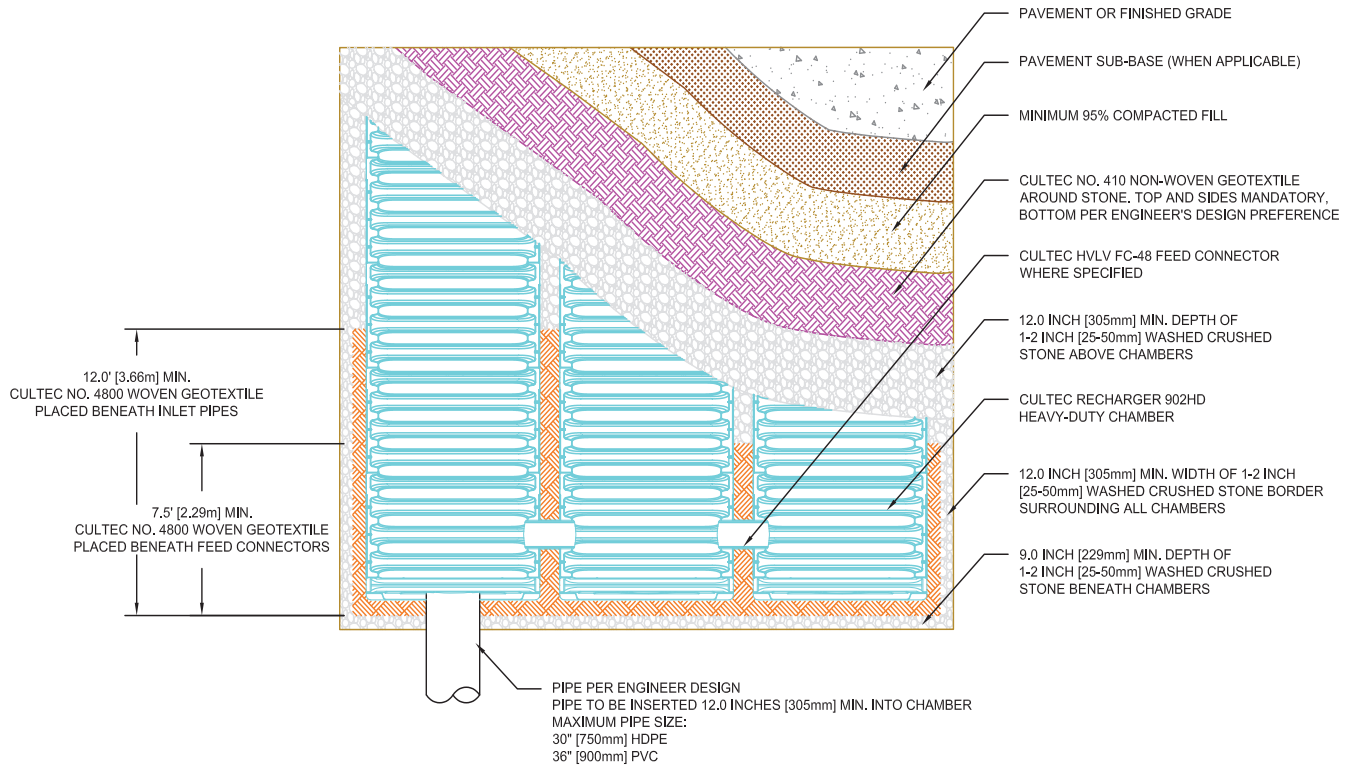 PAVEMENT OR FINISHED GRADE
PAVEMENT SUB-BASE (WHEN APPLICABLE)
MINIMUM 95% COMPACTED FILL
CULTEC NO. 410 NON-WOVEN GEOTEXTILE
AROUND STONE. TOP AND SIDES MANDATORY,
BOTTOM PER ENGINEER'S DESIGN PREFERENCE
CULTEC HVLV FC-48 FEED CONNECTOR
WHERE SPECIFIED
12.0 INCH [305mm] MIN. DEPTH OF
1-2 INCH [25-50mm] WASHED CRUSHED
STONE ABOVE CHAMBERS
CULTEC RECHARGER 902HD
HEAVY-DUTY CHAMBER
12.0 INCH [305mm] MIN. WIDTH OF 1-2 INCH
[25-50mm] WASHED CRUSHED STONE BORDER
SURROUNDING ALL CHAMBERS
9.0 INCH [229mm] MIN. DEPTH OF
1-2 INCH [25-50mm] WASHED CRUSHED
STONE BENEATH CHAMBERS
12.0' [3.66m] MIN.
CULTEC NO. 4800 WOVEN GEOTEXTILE
PLACED BENEATH INLET PIPES
7.5' [2.29m] MIN.
CULTEC NO. 4800 WOVEN GEOTEXTILE
PLACED BENEATH FEED CONNECTORS
PIPE PER ENGINEER DESIGN
PIPE TO BE INSERTED 12.0 INCHES [305mm] MIN. INTO CHAMBER
MAXIMUM PIPE SIZE:
30" [750mm] HDPE
36" [900mm] PVC